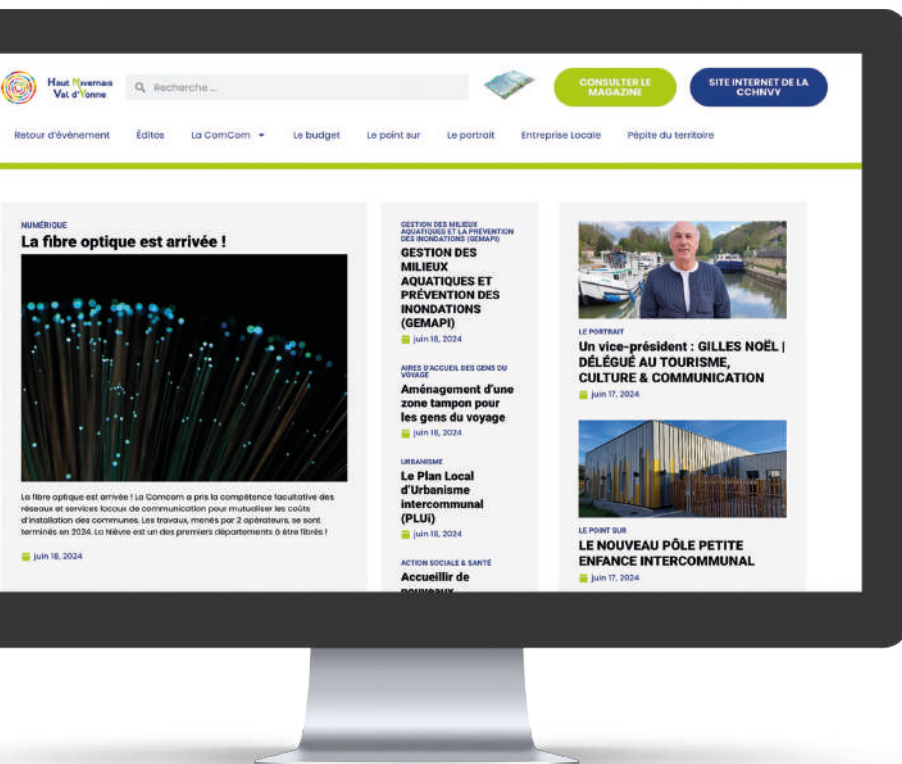 Haut Nivernais
Val d'Yonne
Recherche ...
CONSULTER LE
MAGAZINE
SITE INTERNET DE LA
CCHNVY
Retour d'évènement
Éditos
La ComCom
Le budget
Le point sur
Le portrait
Entreprise Locale
Pépite du territoire
NUMÉRIQUE
La fibre optique est arrivée !
La fibre optique est arrivée ! La Comcom a pris la compétence facultative des
réseaux et services locaux de communication pour mutualiser les coûts
d'installation des communes. Les travaux, menés par 2 opérateurs, se sont
terminés en 2024. La Nièvre est un des premiers départements à être fibrés !
juin 18, 2024
GESTION DES MILIEUX
AQUATIQUES ET LA PRÉVENTION
DES INONDATIONS (GEMAPI)
GESTION DES
MILIEUX
AQUATIQUES ET
PRÉVENTION DES
INONDATIONS
(GEMAPI)
juin 18, 2024
AIRES D'ACCUEIL DES GENS DU
VOYAGE
Aménagement d'une
zone tampon pour
les gens du voyage
juin 18, 2024
URBANISME
Le Plan Local
d'Urbanisme
intercommunal
(PLUi)
juin 18, 2024
ACTION SOCIALE & SANTÉ
Accueillir de
nouveaux
LE PORTRAIT
Un vice-président : GILLES NOËL |
DÉLÉGUÉ AU TOURISME,
CULTURE & COMMUNICATION
juin 17, 2024
LE POINT SUR
LE NOUVEAU PÔLE PETITE
ENFANCE INTERCOMMUNAL
juin 17, 2024